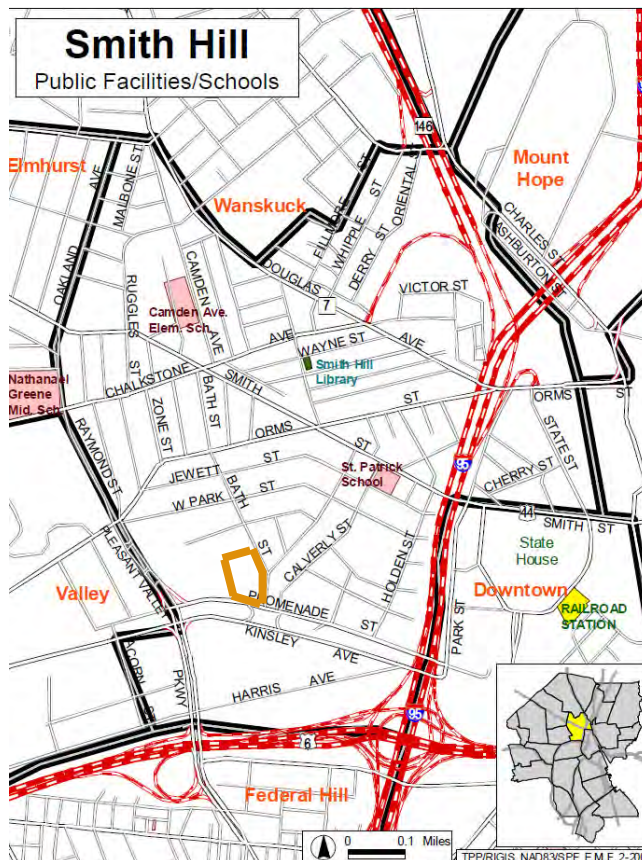 Smith Hill
Public Facilities/Schools
146
Elmhurst
Mount
Hope
Wanskuck
MAUBONE ST
OAKLAND
AVE
FILLMORE ST
WHIPPLE ST
ORIENTAL ST
DERRY ST
CHARLES ST
ASHBURTON ST
DOUGLAS
AVE
7
VICTOR ST
RUGGLES
ST
CAMDEN AVE
Camden Ave.
Elem. Sch.
AVE
WAYNE ST
Smith Hill
Library
Nathanael
Greene
Mid. Sch.
CHALKSTONE
BATH ST
SMITH
ST
ORMS
ST
ORMS
ST
ZONE ST
RAYMOND ST
JEWETT
ST
W PARK
ST
BATH
ST
St. Patrick
School
95
STATE ST
CHERRY ST
44
SMITH
ST
State
House
CALVERLY ST
HOLDEN ST
PLEASANT VALLEY
PKWY
Valley
PROMENADE
ST
KINSLEY
AVE
Downtown
RAILROAD
STATION
PARK ST
ACORN
HARRIS AVE
95
6
Federal Hill
0 0.1 Miles